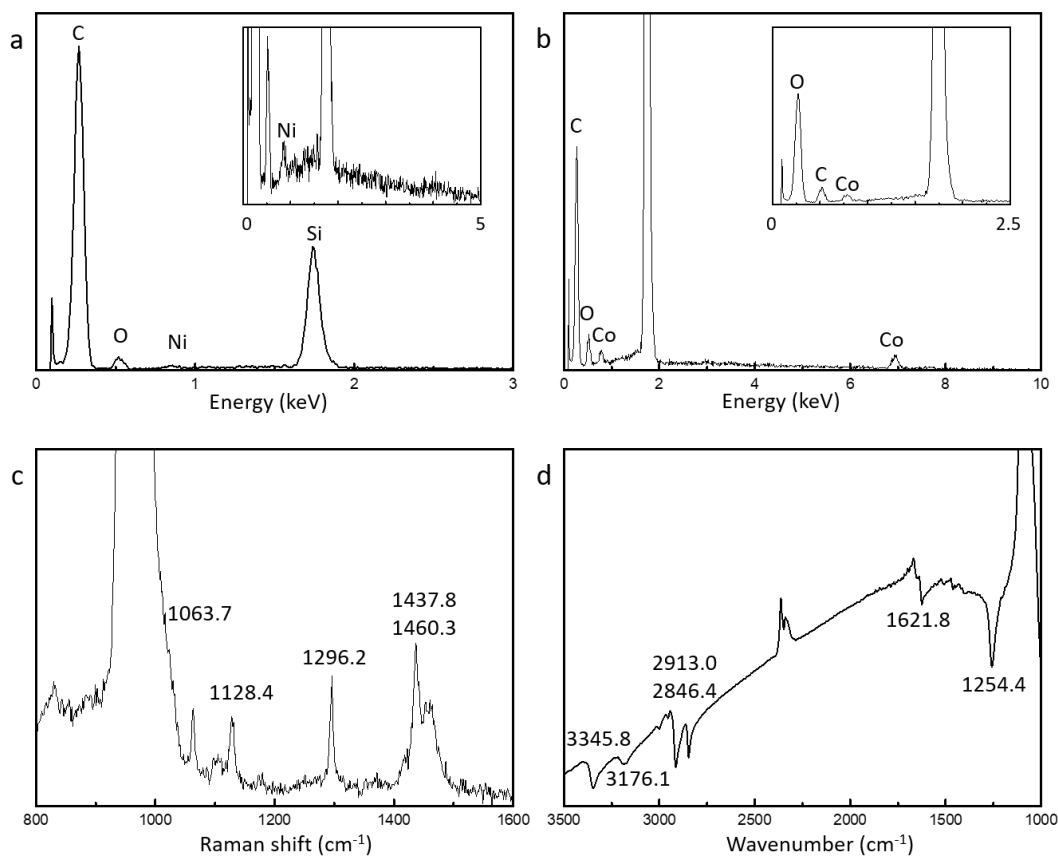 a
C
O
Ni
Si
Ni
0
5
0
1
2
3
Energy (keV)
b
C
O
Co
Co
O
C
Co
0
2.5
0
2
4
6
8
10
Energy (keV)
c
1063.7
1128.4
1296.2
1437.8
1460.3
800
1000
1200
1400
1600
Raman shift (cm-1)
d
3345.8
3176.1
2913.0
2846.4
1621.8
1254.4
3500
3000
2500
2000
1500
1000
Wavenumber (cm-1)